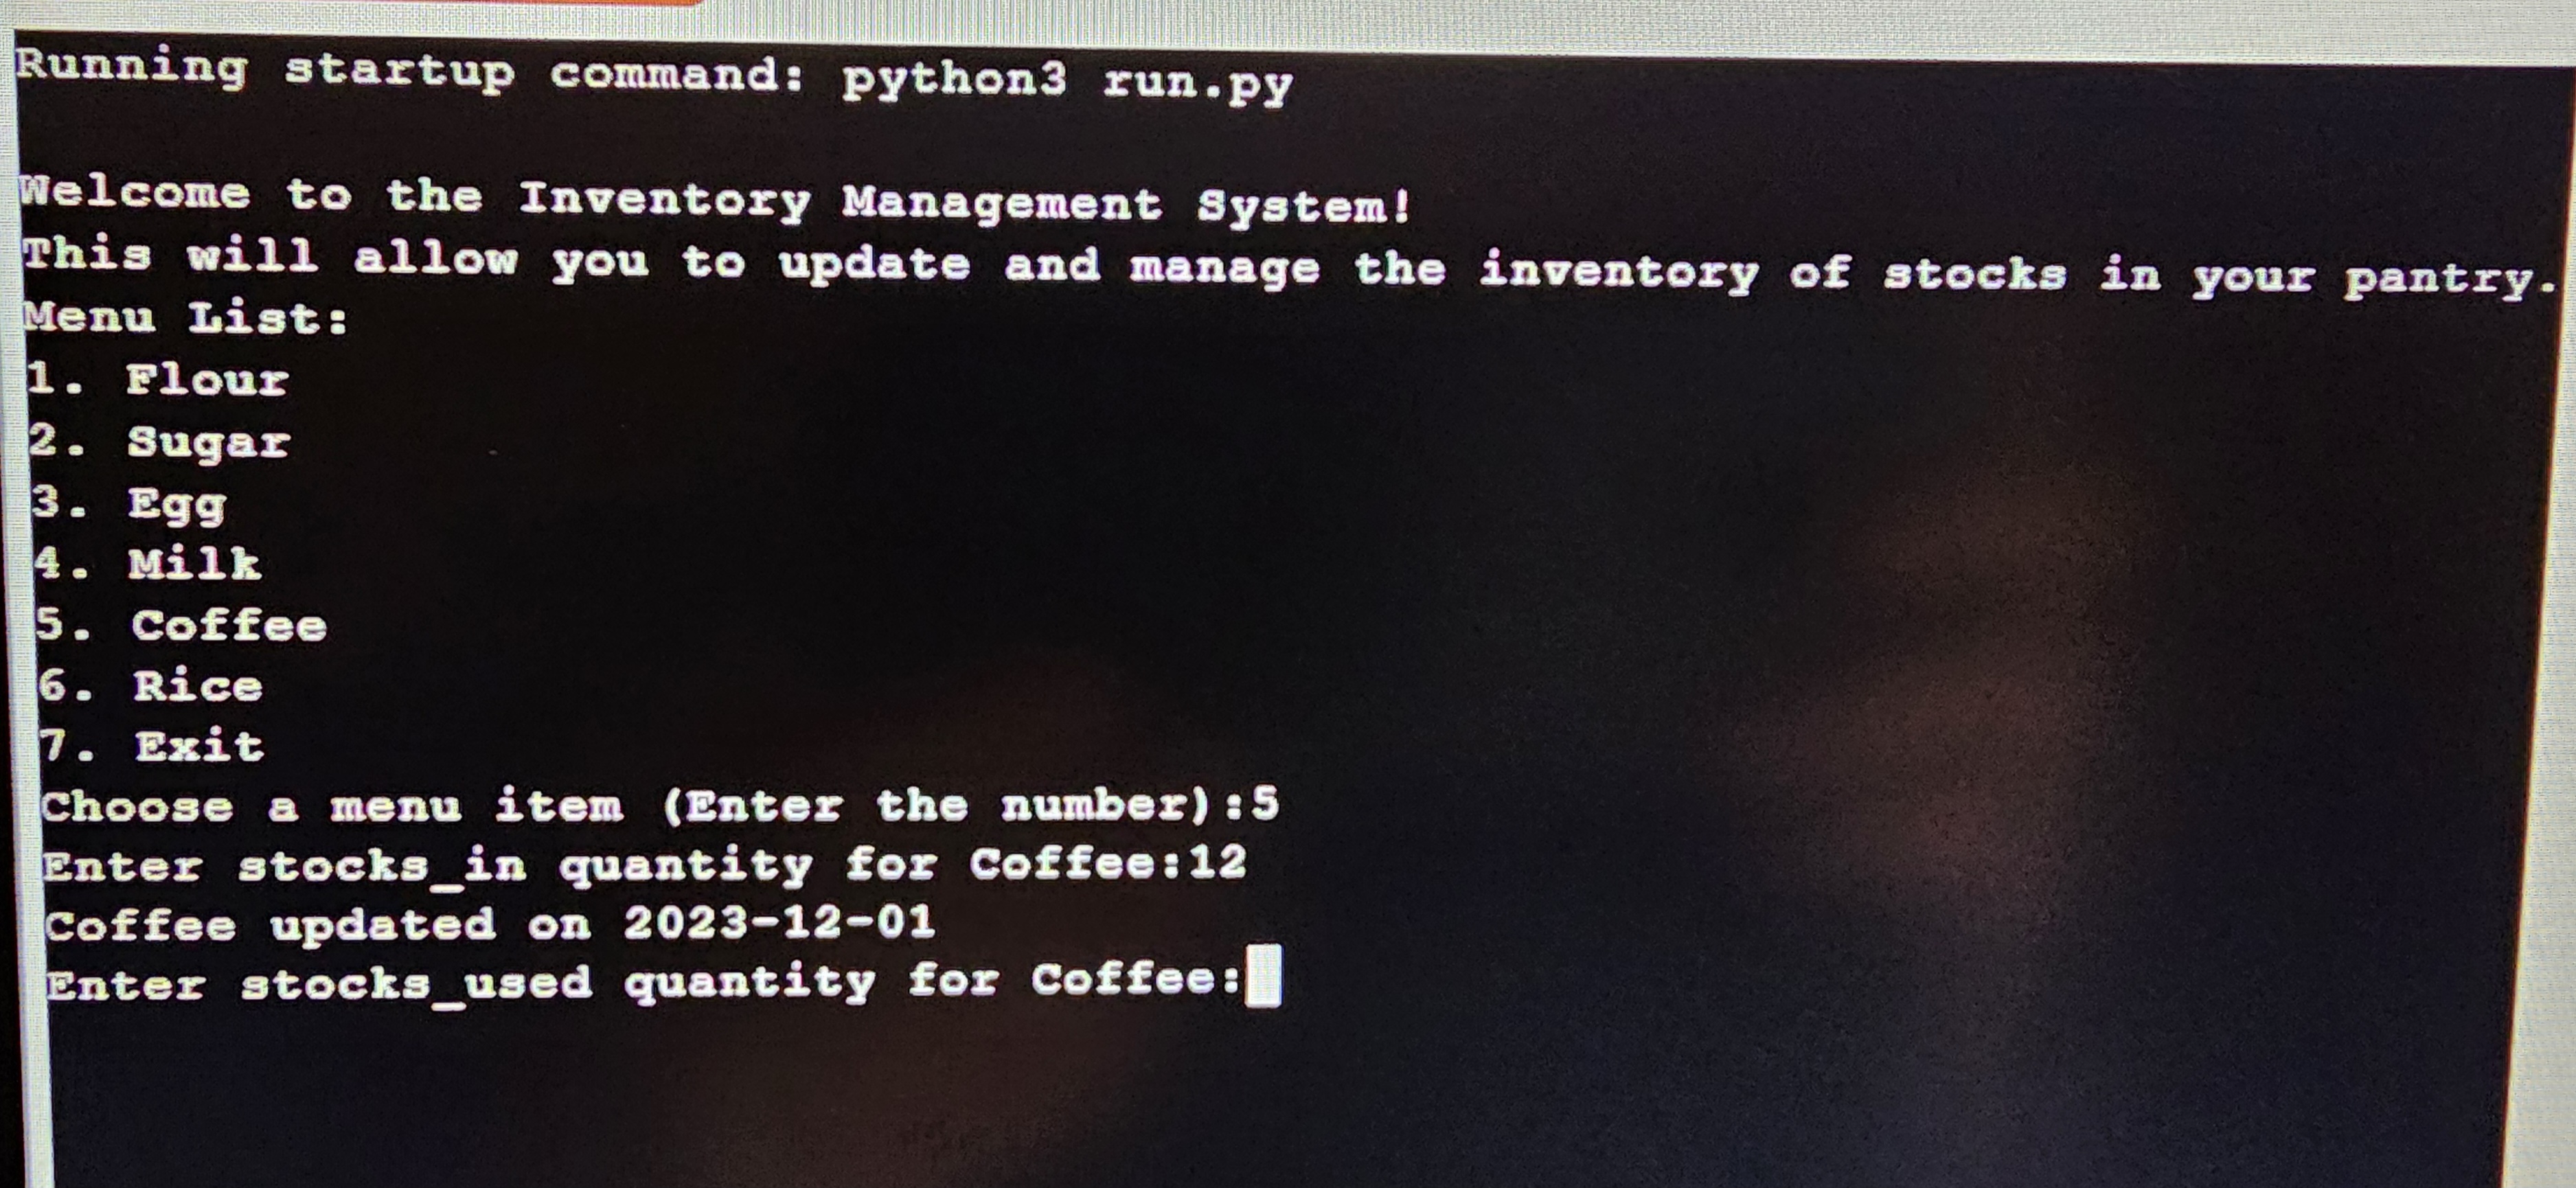 Running startup command: python3 run.py
Welcome to the Inventory Management System!
This will allow you to update and manage the inventory of stocks in your pantry.
Menu List:
1. Flour
2. Sugar
3. Egg
4. Milk
5. Coffee
6. Rice
7. Exit
Choose a menu item (Enter the number):5
Enter stocks_in quantity for Coffee:12
Coffee updated on 2023-12-01
Enter stocks_used quantity for Coffee: